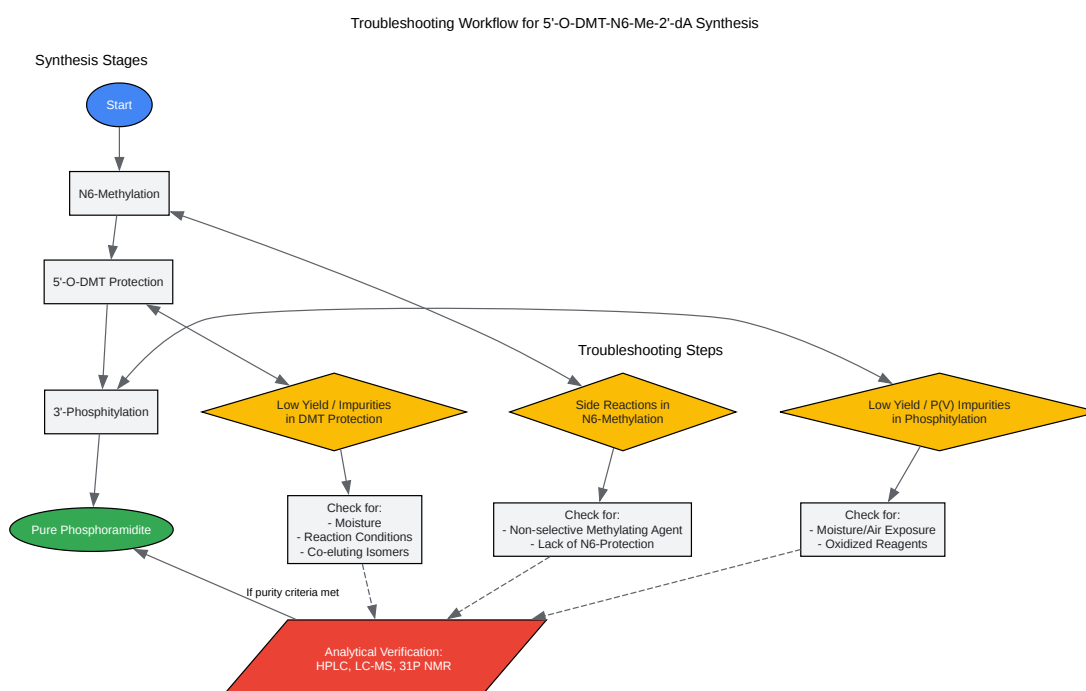 Troubleshooting Workflow for 5'-O-DMT-N6-Me-2'-dA Synthesis
Synthesis Stages
Start
N6-Methylation
5'-O-DMT Protection
3'-Phosphitylation
Pure Phosphoramidite
Troubleshooting Steps
Low Yield / Impurities
in DMT Protection
Side Reactions in
N6-Methylation
Low Yield / P(V) Impurities
in Phosphitylation
Check for:
- Moisture
- Reaction Conditions
- Co-eluting Isomers
Check for:
- Non-selective Methylating Agent
- Lack of N6-Protection
Check for:
- Moisture/Air Exposure
- Oxidized Reagents
If purity criteria met
Analytical Verification:
HPLC, LC-MS, 31P NMR